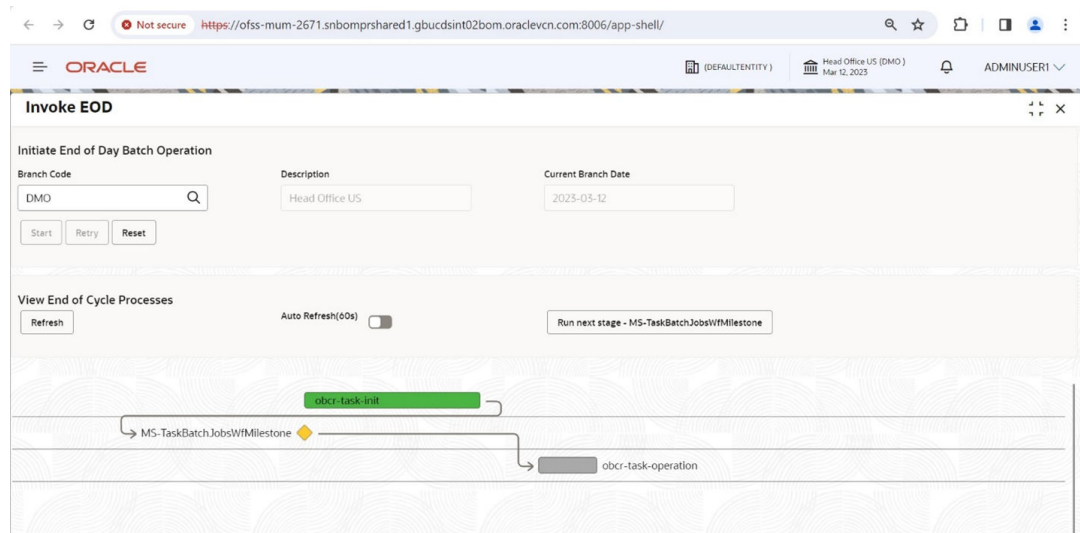 Not secure https://ofss-mum-2671.snbomprshared1.gbucdsint02bom.oraclevcn.com:8006/app-shell/
ORACLE
(DEFAULTENTITY )
Head Office US (DMO )
Mar 12, 2023
ADMINUSER1
Invoke EOD
Initiate End of Day Batch Operation
Branch Code Description Current Branch Date
DMO Head Office US 2023-03-12
Start Retry Reset
View End of Cycle Processes
Refresh Auto Refresh(60s) Run next stage - MS-TaskBatchJobsWfMilestone
obcr-task-init
MS-TaskBatchJobsWfMilestone
obcr-task-operation